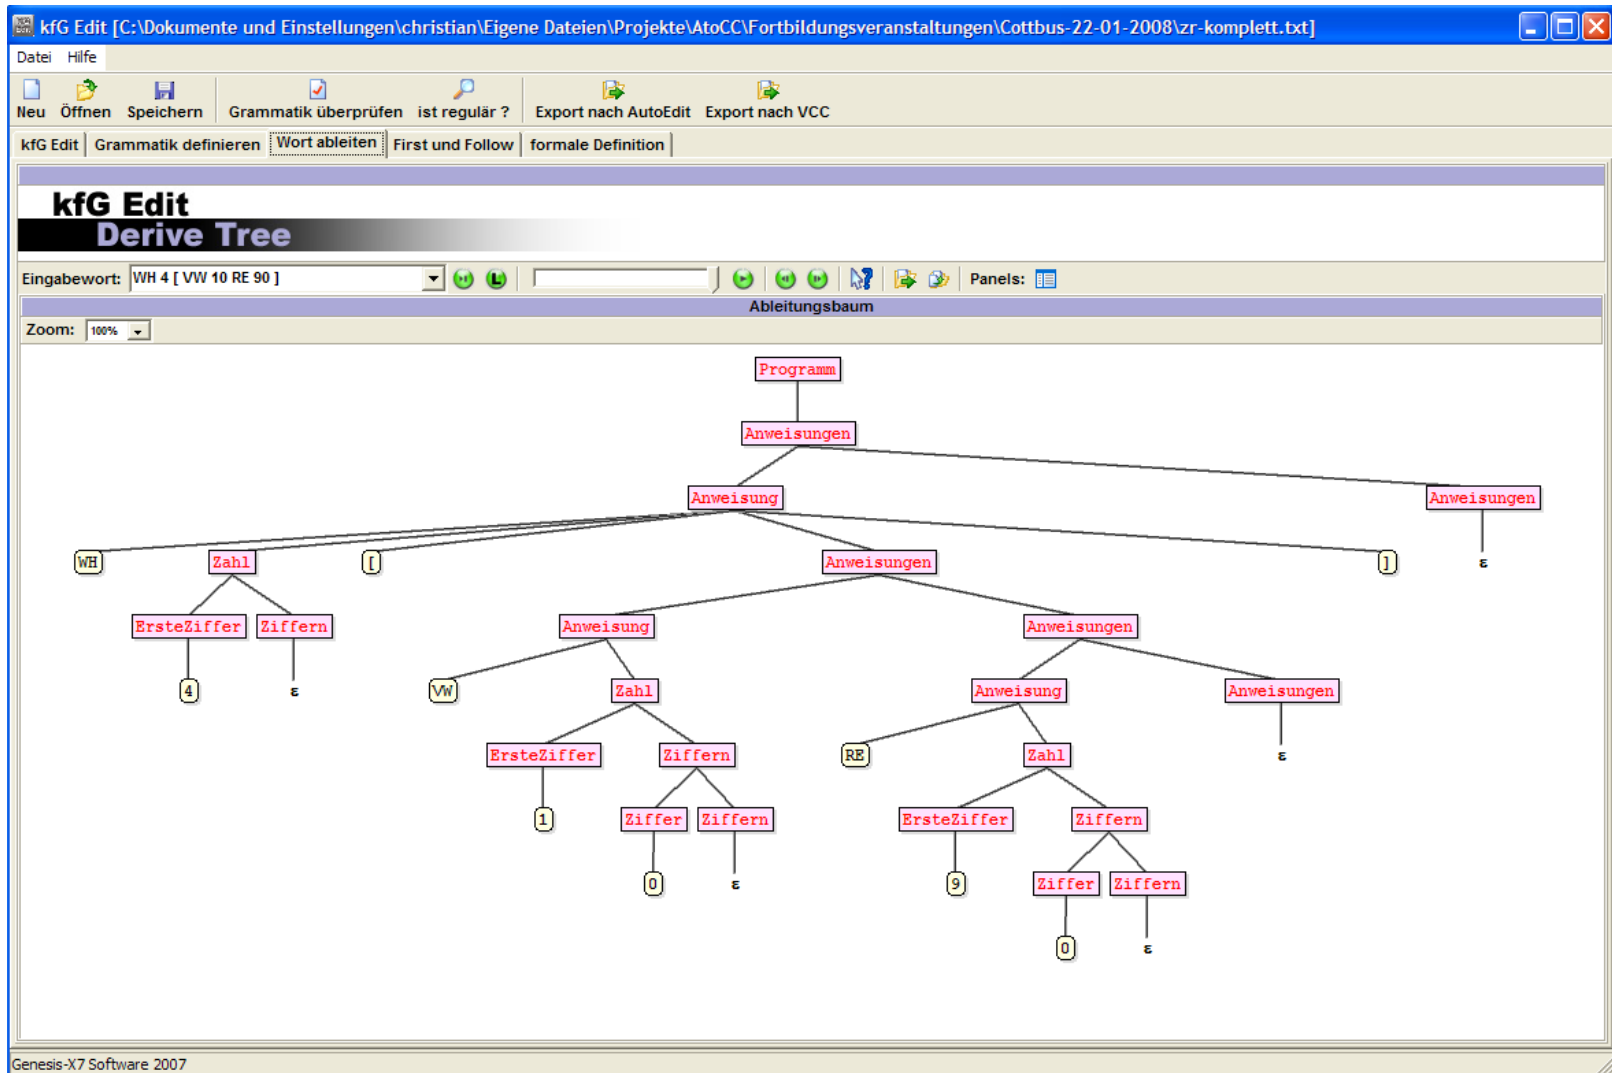 kfG Edit [C:\Dokumente und Einstellungen\christian\Eigene Dateien\Projekte\AtoCC\Fortbildungsveranstaltungen\Cottbus-22-01-2008\zr-komplett.txt]
Datei Hilfe
Neu Öffnen Speichern Grammatik überprüfen ist regulär ? Export nach AutoEdit Export nach VCC
kfG Edit Grammatik definieren Wort ableiten First und Follow formale Definition
kfG Edit
Derive Tree
Eingabewort: WH 4 [ VW 10 RE 90 ] L Panels:
Ableitungsbaum
Zoom: 100%
Programm
Anweisungen
Anweisung Anweisungen
WH Zahl [ Anweisungen ] ε
ErsteZiffer Ziffern Anweisung Anweisungen
4 ε VW Zahl Anweisung Anweisungen
ErsteZiffer Ziffern RE Zahl ε
1 Ziffer Ziffern ErsteZiffer Ziffern
0 ε 9 Ziffer Ziffern
0 ε
Genesis-X7 Software 2007